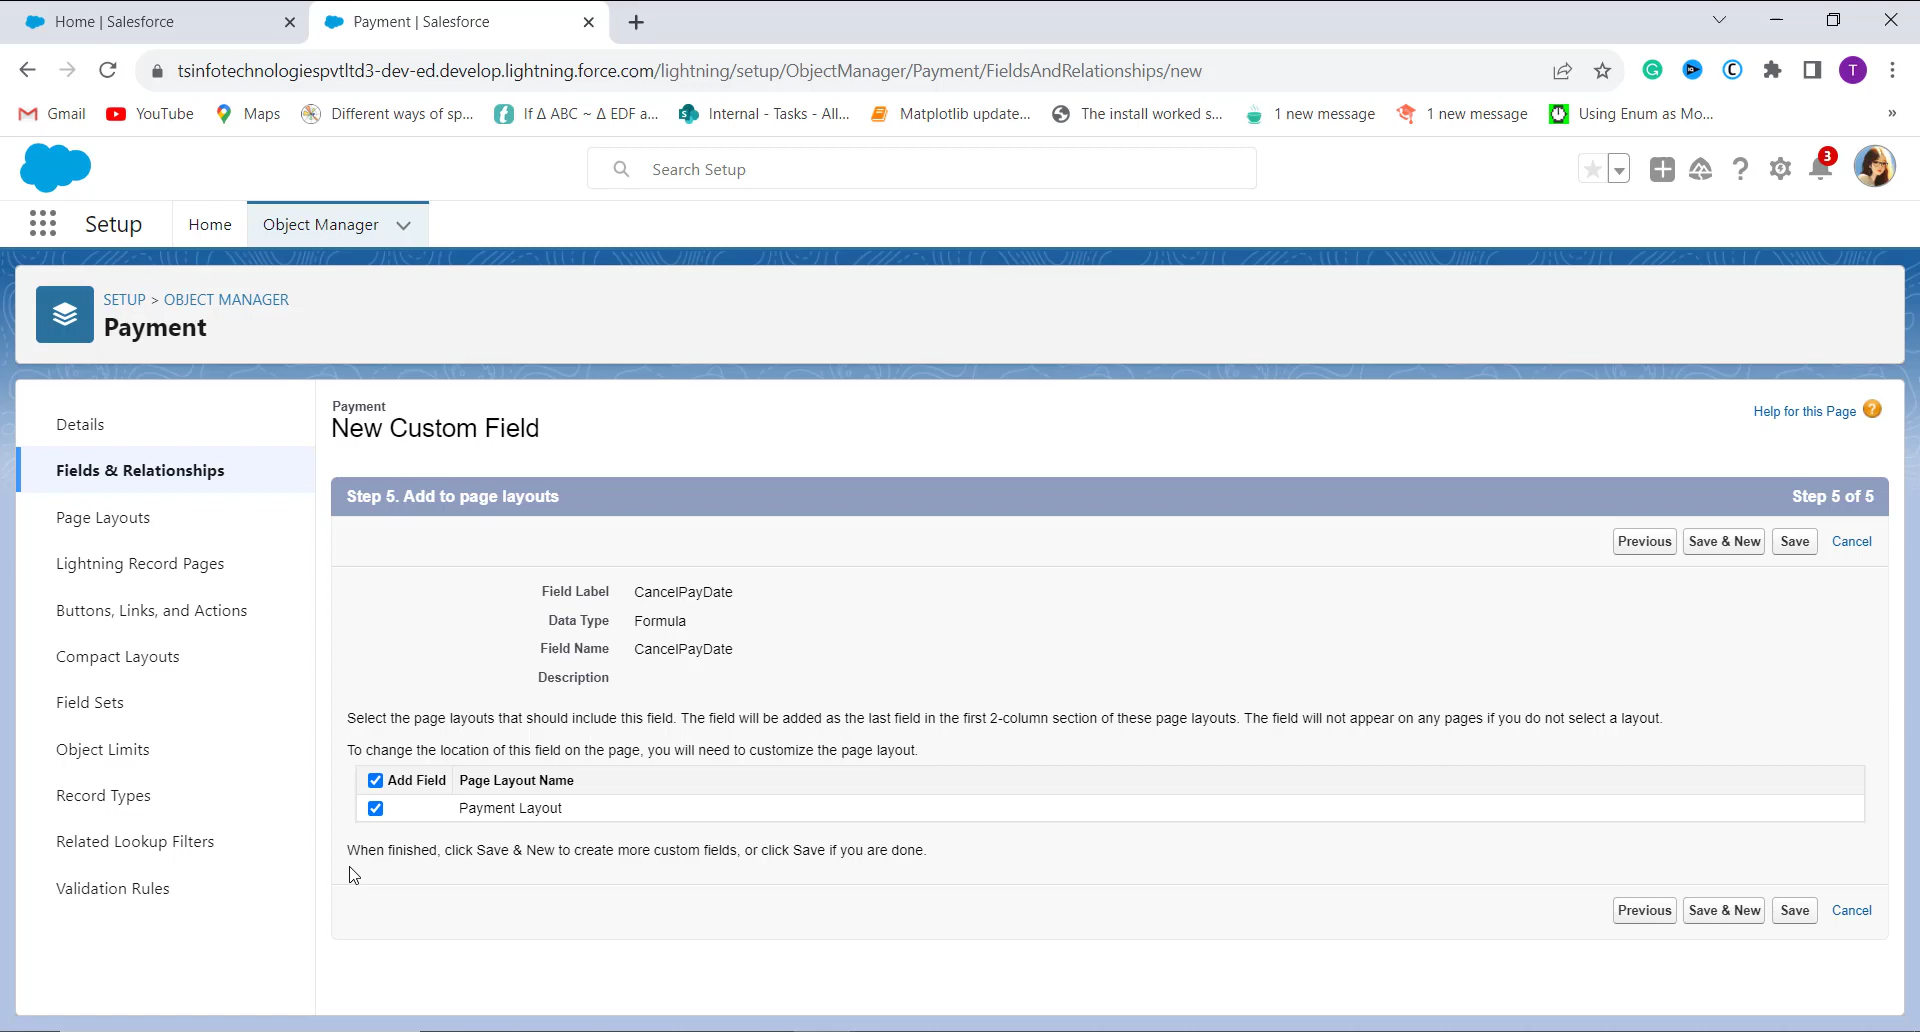 Home | Salesforce
Payment | Salesforce
tsinfotechnologiespvtltd3-dev-ed.develop.lightning.force.com/lightning/setup/ObjectManager/Payment/FieldsAndRelationships/new
T
Gmail YouTube Maps Different ways of sp... If Δ ABC ~ Δ EDF a... Internal - Tasks - All... Matplotlib update... The install worked s... 1 new message 1 new message Using Enum as Mo... »
Search Setup
3
Setup Home Object Manager
SETUP > OBJECT MANAGER
Payment
Details
Fields & Relationships
Page Layouts
Lightning Record Pages
Buttons, Links, and Actions
Compact Layouts
Field Sets
Object Limits
Record Types
Related Lookup Filters
Validation Rules
Payment
New Custom Field
Help for this Page ?
Step 5. Add to page layouts Step 5 of 5
Previous Save & New Save Cancel
Field Label CancelPayDate
Data Type Formula
Field Name CancelPayDate
Description
Select the page layouts that should include this field. The field will be added as the last field in the first 2-column section of these page layouts. The field will not appear on any pages if you do not select a layout.
To change the location of this field on the page, you will need to customize the page layout.
Add Field Page Layout Name
Payment Layout
When finished, click Save & New to create more custom fields, or click Save if you are done.
Previous Save & New Save Cancel